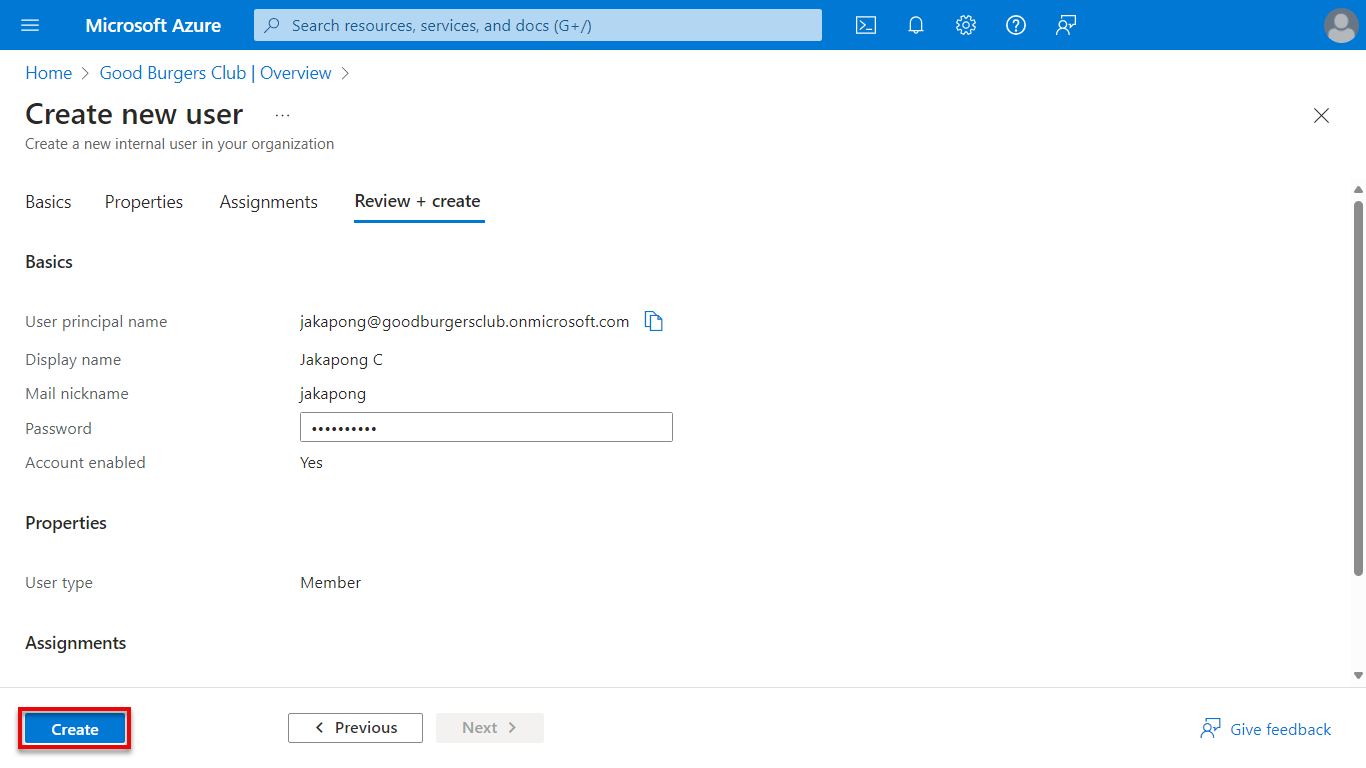 Microsoft Azure
Search resources, services, and docs (G+/)
Home > Good Burgers Club | Overview >
Create new user ...
Create a new internal user in your organization
Basics Properties Assignments Review + create
Basics
User principal name jakapong@goodburgersclub.onmicrosoft.com
Display name Jakapong C
Mail nickname jakapong
Password ••••••••••
Account enabled Yes
Properties
User type Member
Assignments
Create < Previous Next > Give feedback